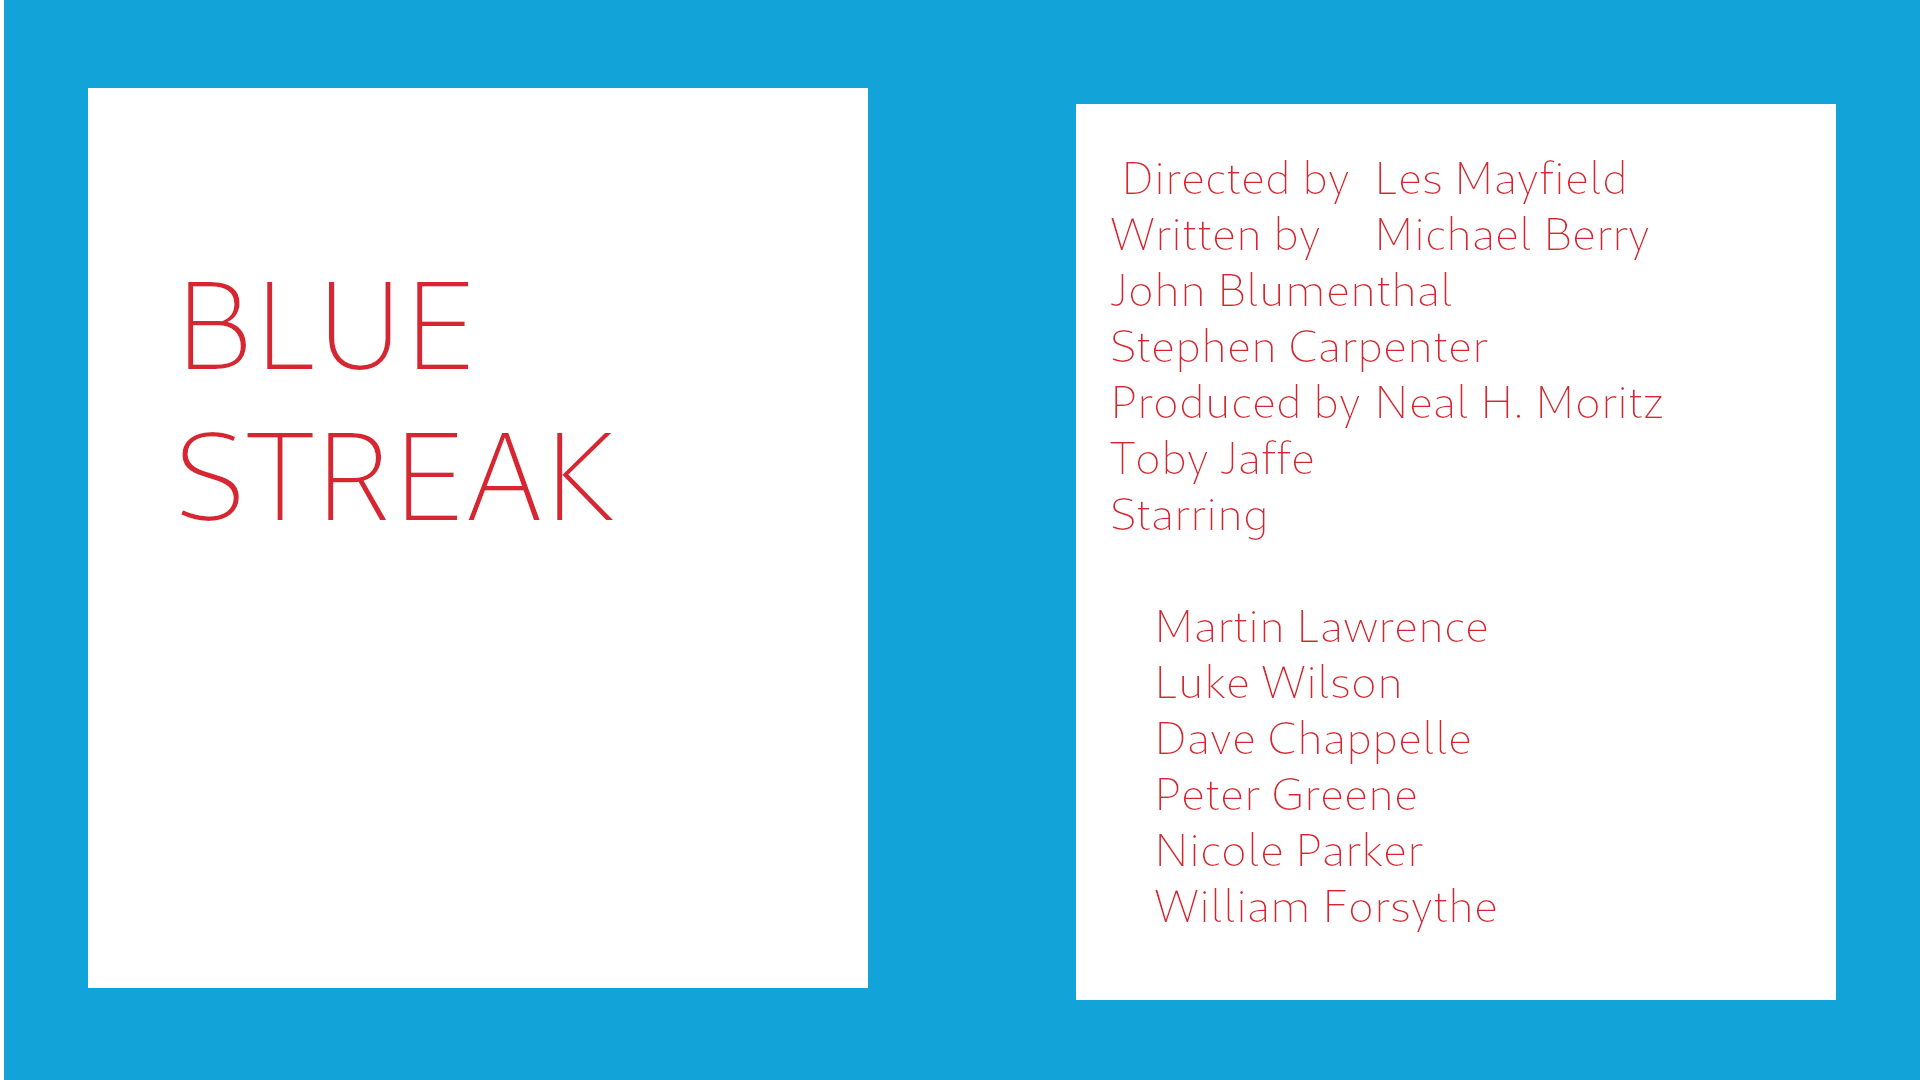 BLUE
STREAK
Directed by Les Mayfield
Written by Michael Berry
John Blumenthal
Stephen Carpenter
Produced by Neal H. Moritz
Toby Jaffe
Starring
Martin Lawrence
Luke Wilson
Dave Chappelle
Peter Greene
Nicole Parker
William Forsythe